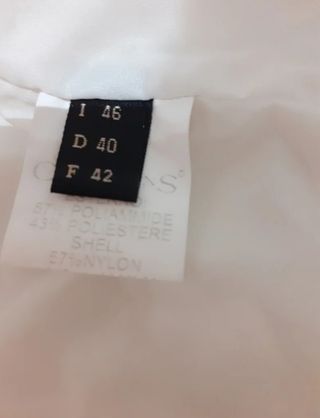 I 46
D 40
F 42
57% POLIAMMIDE
43% POLIESTERE
SHELL
57% NYLON